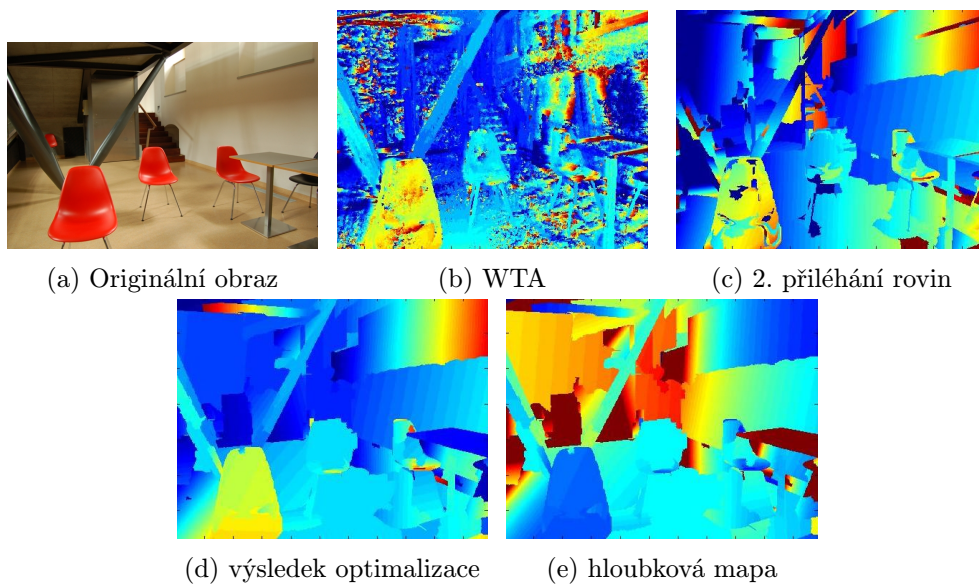 (a) Originální obraz
(b) WTA
(c) 2. přiléhání rovin
(d) výsledek optimalizace
(e) hloubková mapa